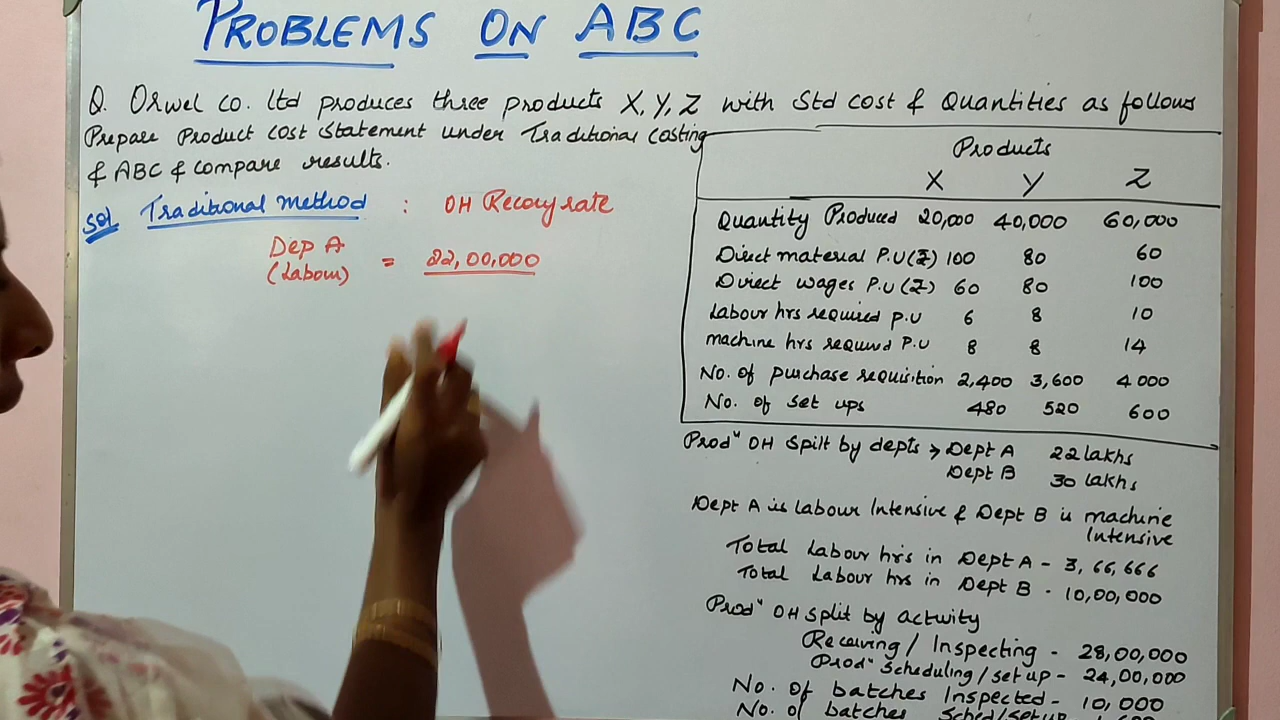 PROBLEMS ON ABC
Q. Orwel co. ltd produces three products X, Y, Z with Std cost & Quantities as follows
Prepare Product cost Statement under Traditional Costing
& ABC & compare results.
Sol Traditional method : OH Recovy rate
Dep A
(Labour) = 22,00,000
Products
X Y Z
Quantity Produced 20,000 40,000 60,000
Direct material P.U (₹) 100 80 60
Direct wages P.U (₹) 60 80 100
Labour hrs required P.U 6 8 10
machine hrs required P.U 8 8 14
No. of purchase requisition 2,400 3,600 4000
No. of set ups 480 520 600
Prodn OH Spilt by depts → Dept A 22 lakhs
Dept B 30 lakhs
Dept A is Labour Intensive & Dept B is machine
Intensive
Total Labour hrs in Dept A - 3,66,666
Total Labour hrs in Dept B - 10,00,000
Prodn OH split by activity
Receiving / Inspecting - 28,00,000
Prodn Scheduling / set up - 24,00,000
No. of batches Inspected - 10,000
No. of batches Sched/setup